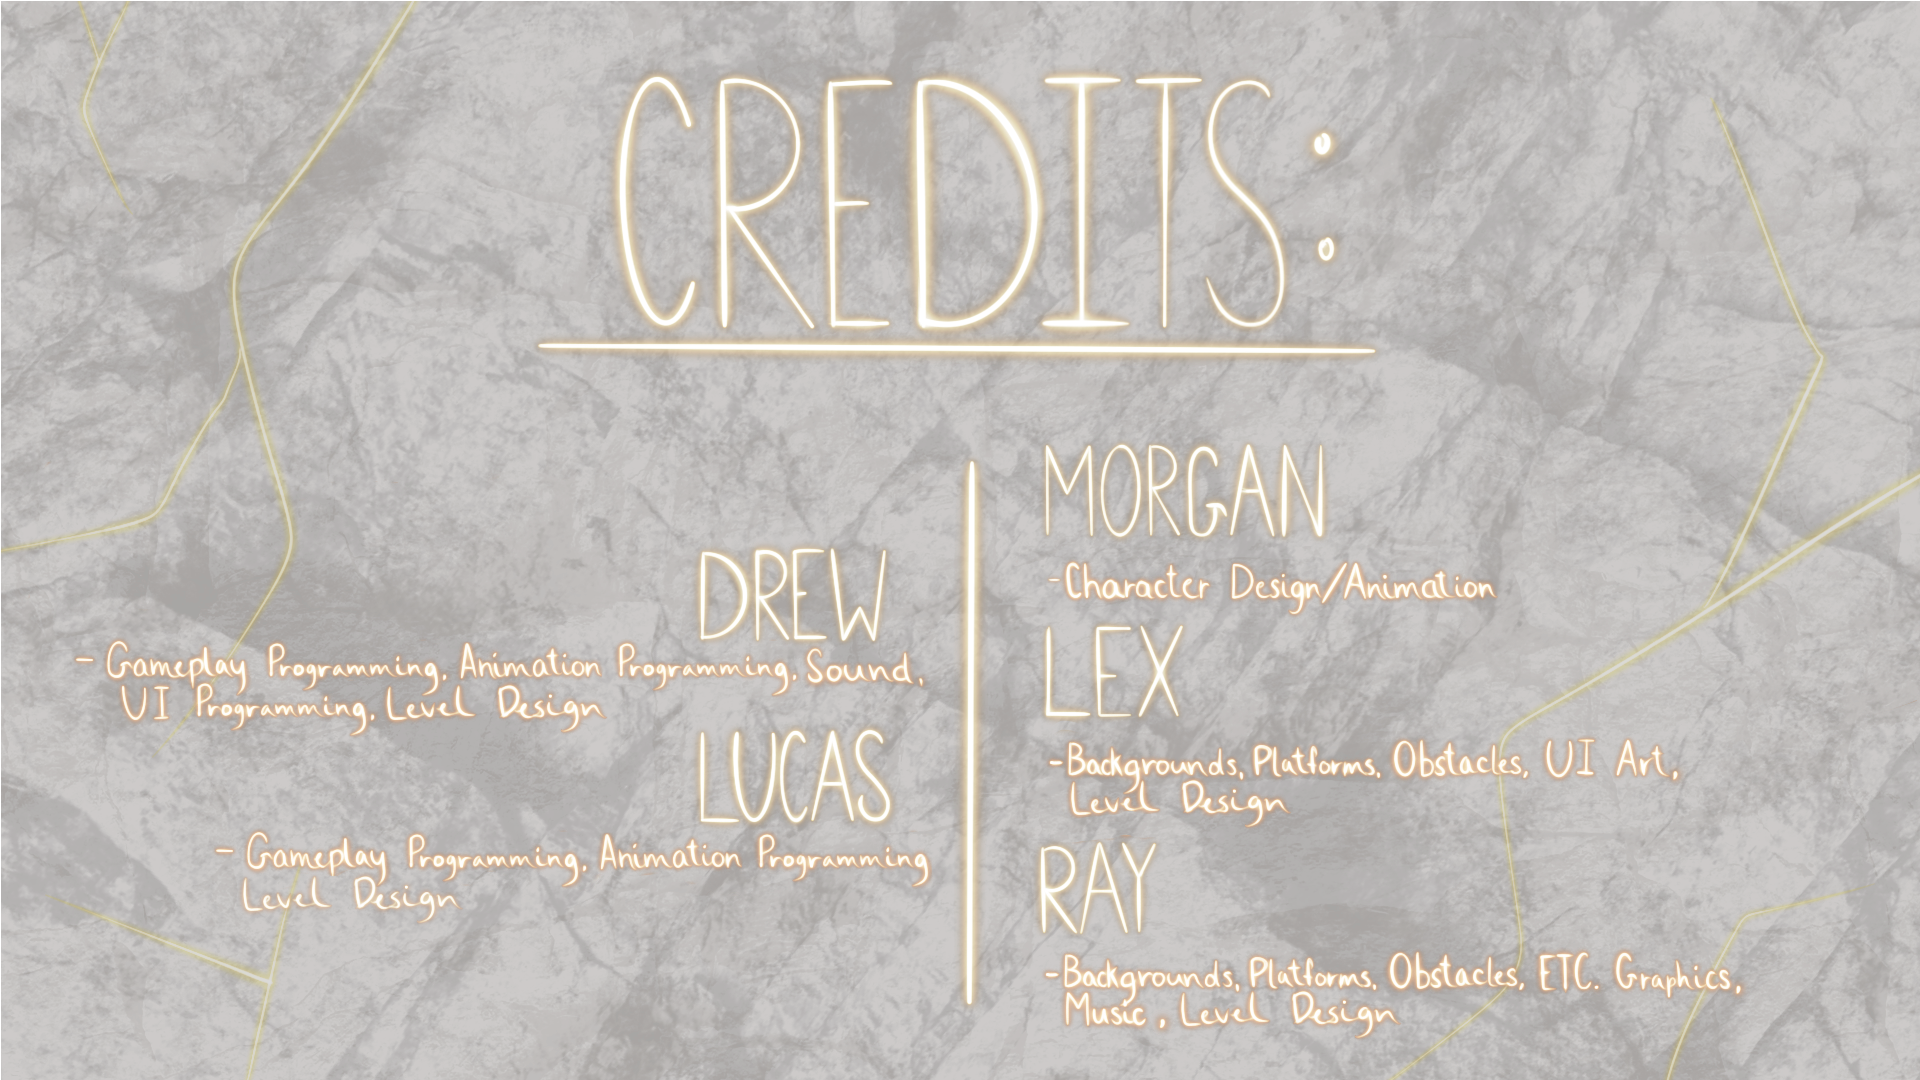 CREDITS:
DREW
- Gameplay Programming, Animation Programming, Sound,
UI Programming, Level Design
LUCAS
- Gameplay Programming, Animation Programming
Level Design
MORGAN
-Character Design/Animation
LEX
-Backgrounds, Platforms, Obstacles, UI Art,
Level Design
RAY
-Backgrounds, Platforms, Obstacles, ETC. Graphics,
Music, Level Design